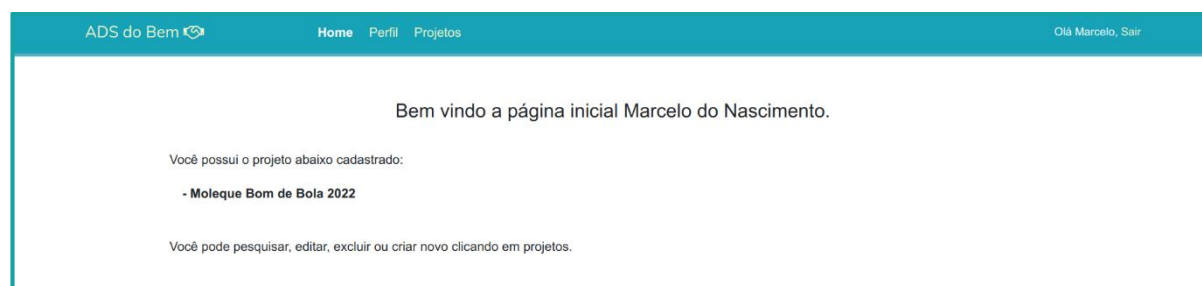 ADS do Bem Home Perfil Projetos Olá Marcelo, Sair
Bem vindo a página inicial Marcelo do Nascimento.
Você possui o projeto abaixo cadastrado:
- Moleque Bom de Bola 2022
Você pode pesquisar, editar, excluir ou criar novo clicando em projetos.